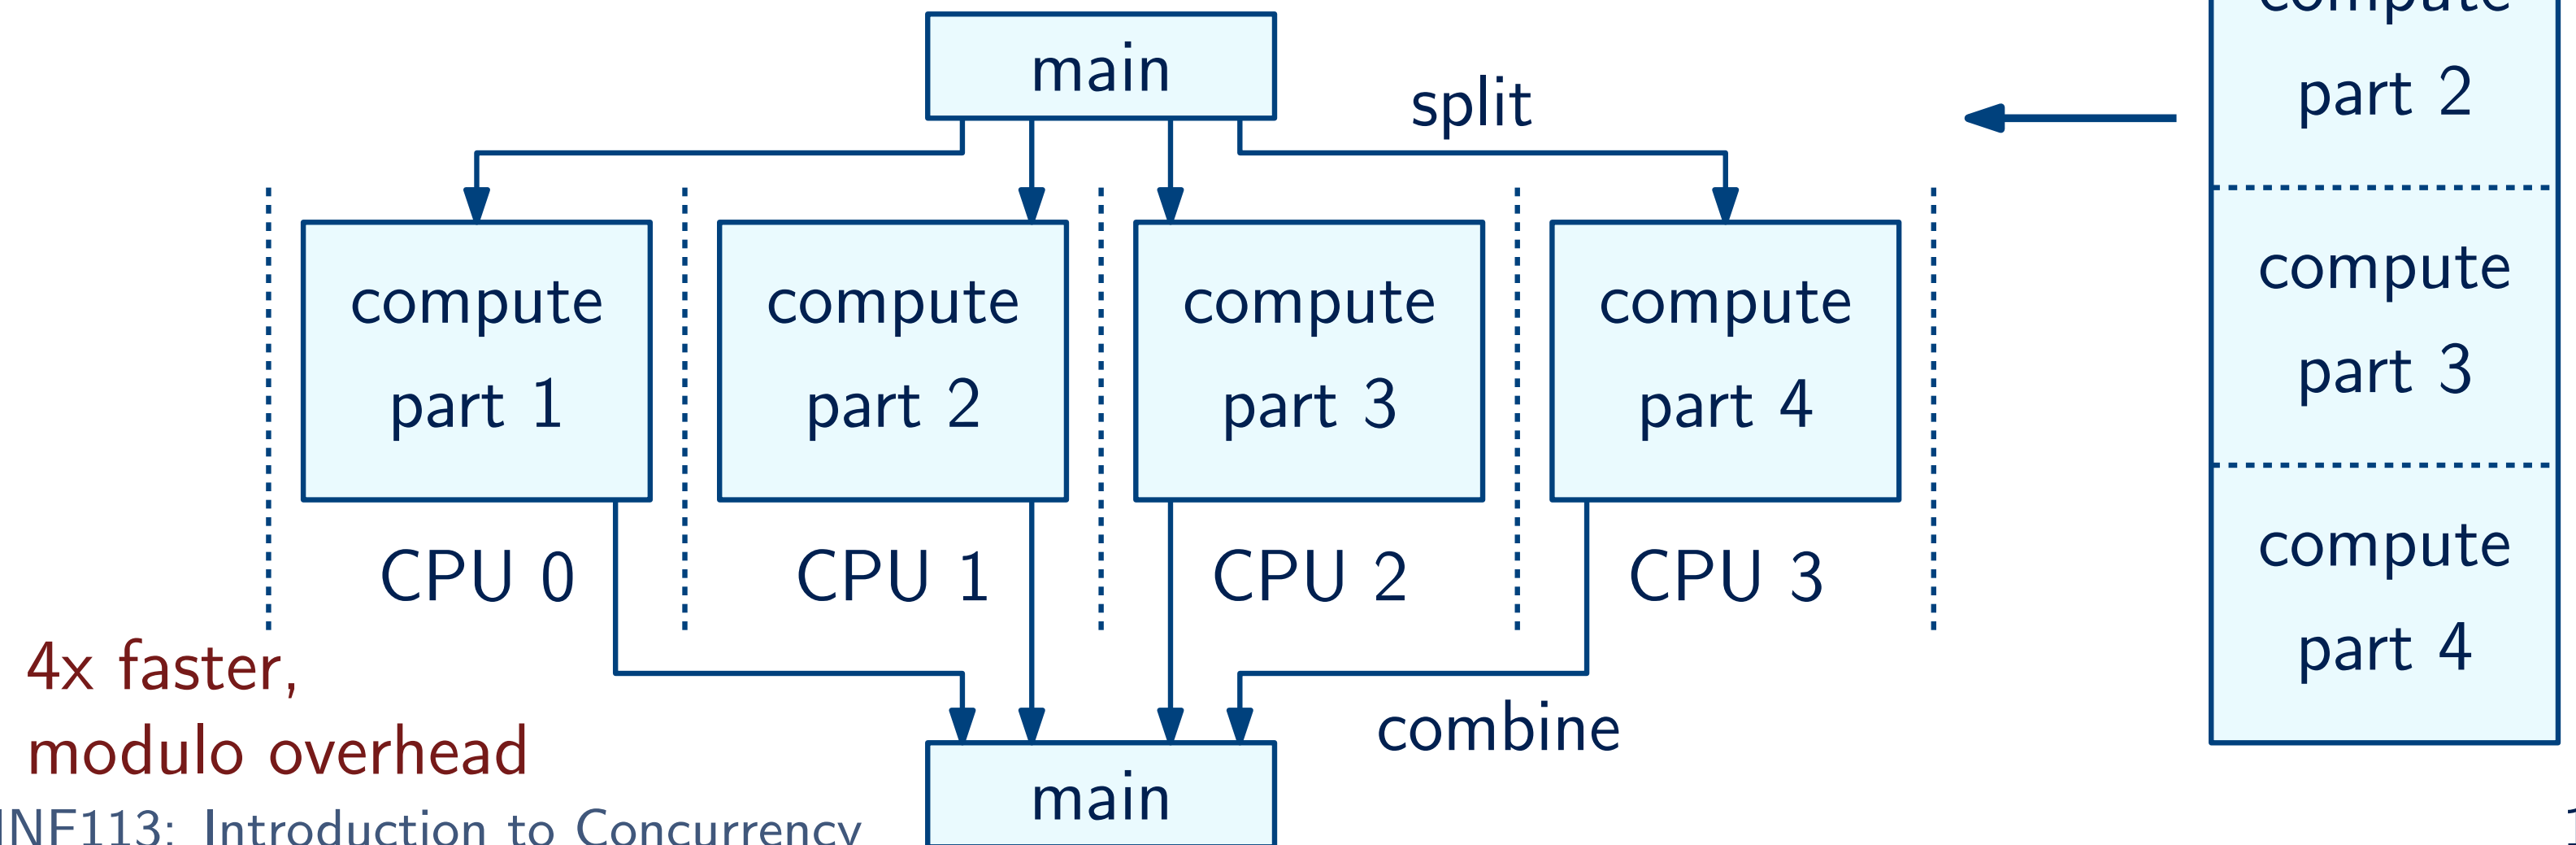 main
split
compute
part 1
compute
part 2
compute
part 3
compute
part 4
CPU 0
CPU 1
CPU 2
CPU 3
combine
main
4x faster,
modulo overhead
INF113: Introduction to Concurrency
compute
part 2
compute
part 3
compute
part 4